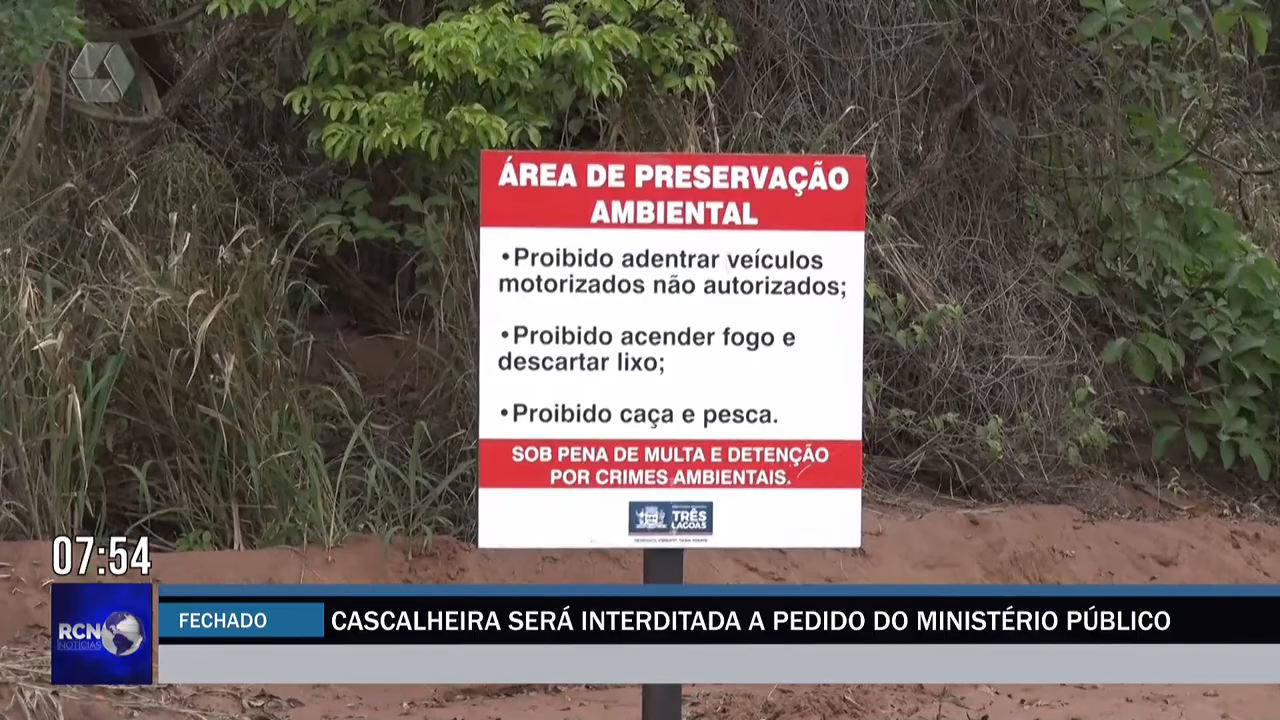 ÁREA DE PRESERVAÇÃO
AMBIENTAL
•Proibido adentrar veículos
motorizados não autorizados;
•Proibido acender fogo e
descartar lixo;
•Proibido caça e pesca.
SOB PENA DE MULTA E DETENÇÃO
POR CRIMES AMBIENTAIS.
TRÊS
LAGOAS
07:54
RCN
NOTÍCIAS
FECHADO
CASCALHEIRA SERÁ INTERDITADA A PEDIDO DO MINISTÉRIO PÚBLICO